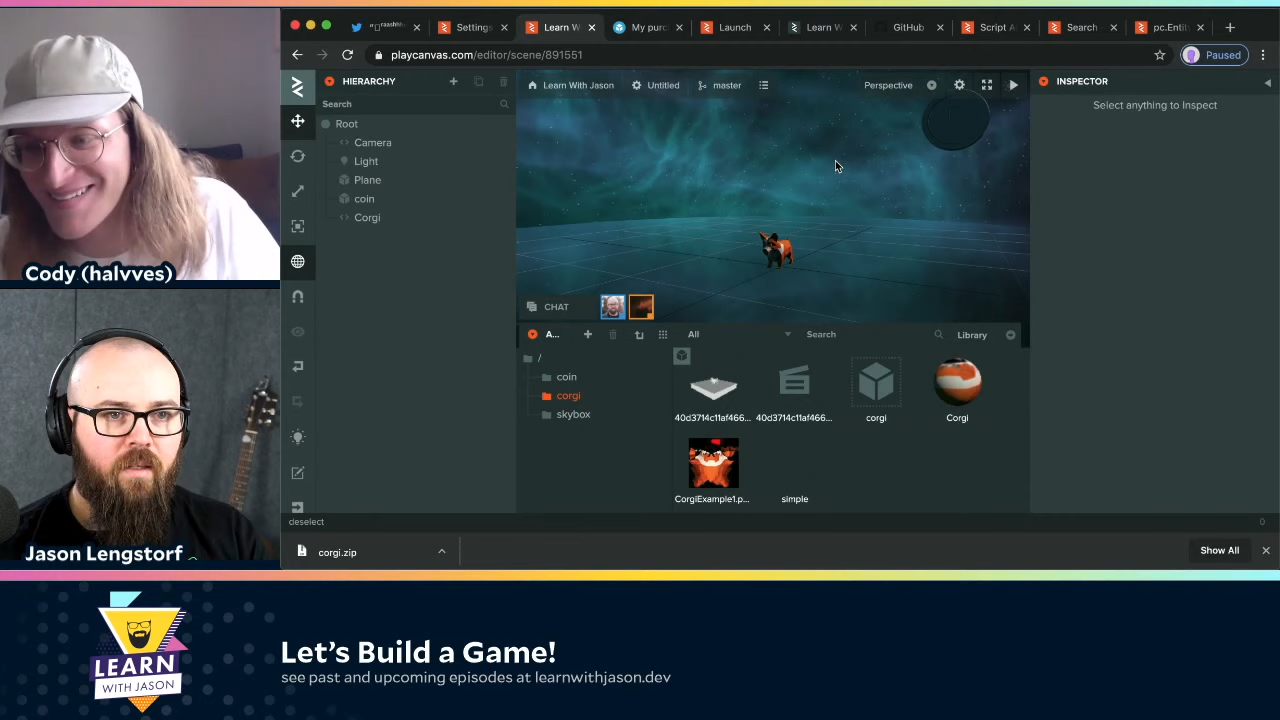 Settings
Learn W
My pur
Launch
Learn W
GitHub
Script A
Search
pc.Enti
playcanvas.com/editor/scene/891551
Paused
HIERARCHY
Search
Root
Camera
Light
Plane
coin
Corgi
Learn With Jason
Untitled
master
Perspective
INSPECTOR
Select anything to Inspect
CHAT
A...
All
Search
Library
/
coin
corgi
skybox
40d3714c11af466...
40d3714c11af466...
corgi
Corgi
CorgiExample1.p...
simple
deselect
0
corgi.zip
Show All
Cody (halvves)
Jason Lengstorf
LEARN
WITH JASON
Let's Build a Game!
see past and upcoming episodes at learnwithjason.dev